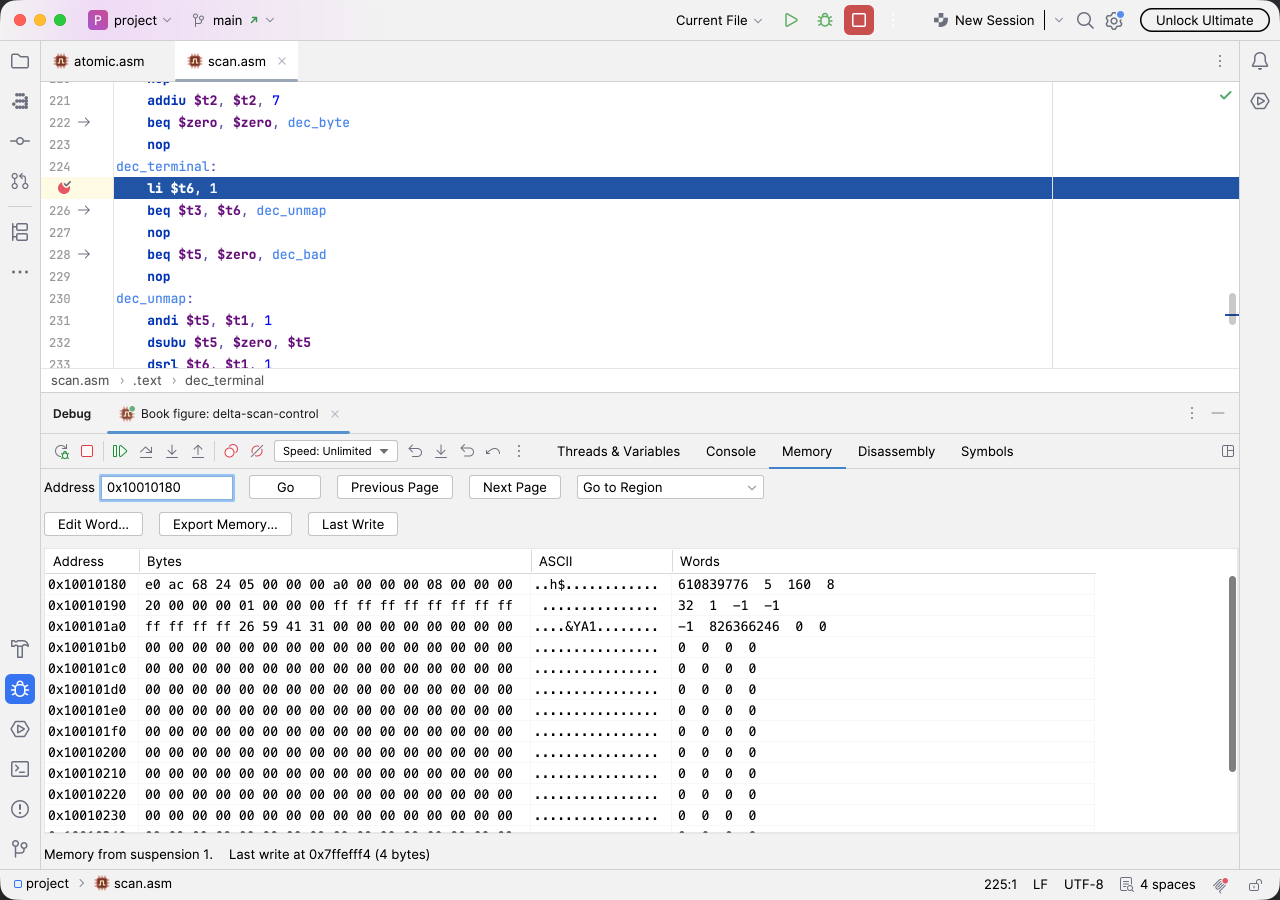 P project main Current File New Session Unlock Ultimate
atomic.asm scan.asm
220 nop
221 addiu $t2, $t2, 7
222 beq $zero, $zero, dec_byte
223 nop
224 dec_terminal:
li $t6, 1
226 beq $t3, $t6, dec_unmap
227 nop
228 beq $t5, $zero, dec_bad
229 nop
230 dec_unmap:
231 andi $t5, $t1, 1
232 dsubu $t5, $zero, $t5
233 dsrl $t6, $t1, 1
scan.asm › .text › dec_terminal
Debug Book figure: delta-scan-control
Speed: Unlimited Threads & Variables Console Memory Disassembly Symbols
Address 0x10010180 Go Previous Page Next Page Go to Region
Edit Word... Export Memory... Last Write
Address Bytes ASCII Words
0x10010180 e0 ac 68 24 05 00 00 00 a0 00 00 00 08 00 00 00 ..h$............ 610839776 5 160 8
0x10010190 20 00 00 00 01 00 00 00 ff ff ff ff ff ff ff ff ............... 32 1 -1 -1
0x100101a0 ff ff ff ff 26 59 41 31 00 00 00 00 00 00 00 00 ....&YA1........ -1 826366246 0 0
0x100101b0 00 00 00 00 00 00 00 00 00 00 00 00 00 00 00 00 ................ 0 0 0 0
0x100101c0 00 00 00 00 00 00 00 00 00 00 00 00 00 00 00 00 ................ 0 0 0 0
0x100101d0 00 00 00 00 00 00 00 00 00 00 00 00 00 00 00 00 ................ 0 0 0 0
0x100101e0 00 00 00 00 00 00 00 00 00 00 00 00 00 00 00 00 ................ 0 0 0 0
0x100101f0 00 00 00 00 00 00 00 00 00 00 00 00 00 00 00 00 ................ 0 0 0 0
0x10010200 00 00 00 00 00 00 00 00 00 00 00 00 00 00 00 00 ................ 0 0 0 0
0x10010210 00 00 00 00 00 00 00 00 00 00 00 00 00 00 00 00 ................ 0 0 0 0
0x10010220 00 00 00 00 00 00 00 00 00 00 00 00 00 00 00 00 ................ 0 0 0 0
0x10010230 00 00 00 00 00 00 00 00 00 00 00 00 00 00 00 00 ................ 0 0 0 0
Memory from suspension 1. Last write at 0x7ffefff4 (4 bytes)
project › scan.asm 225:1 LF UTF-8 4 spaces